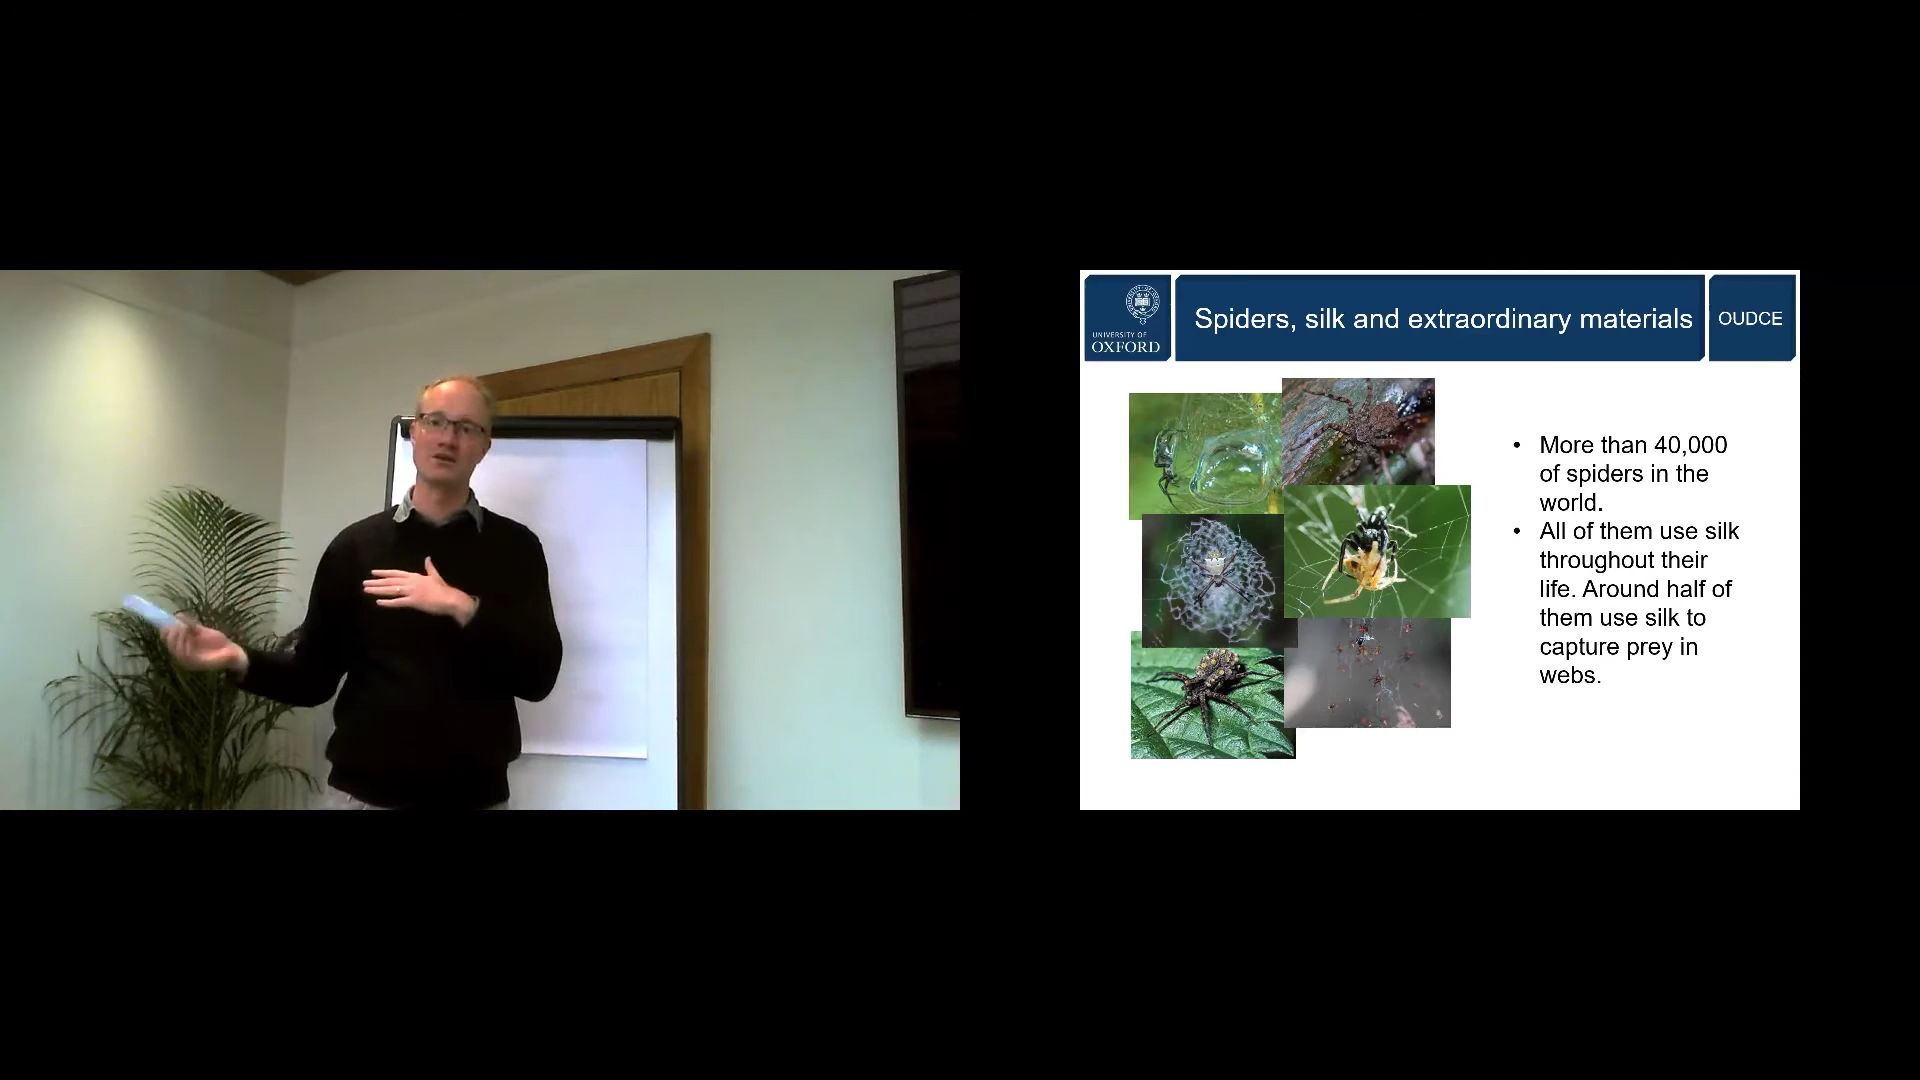 UNIVERSITY OF
OXFORD
Spiders, silk and extraordinary materials
OUDCE
• More than 40,000
of spiders in the
world.
• All of them use silk
throughout their
life. Around half of
them use silk to
capture prey in
webs.